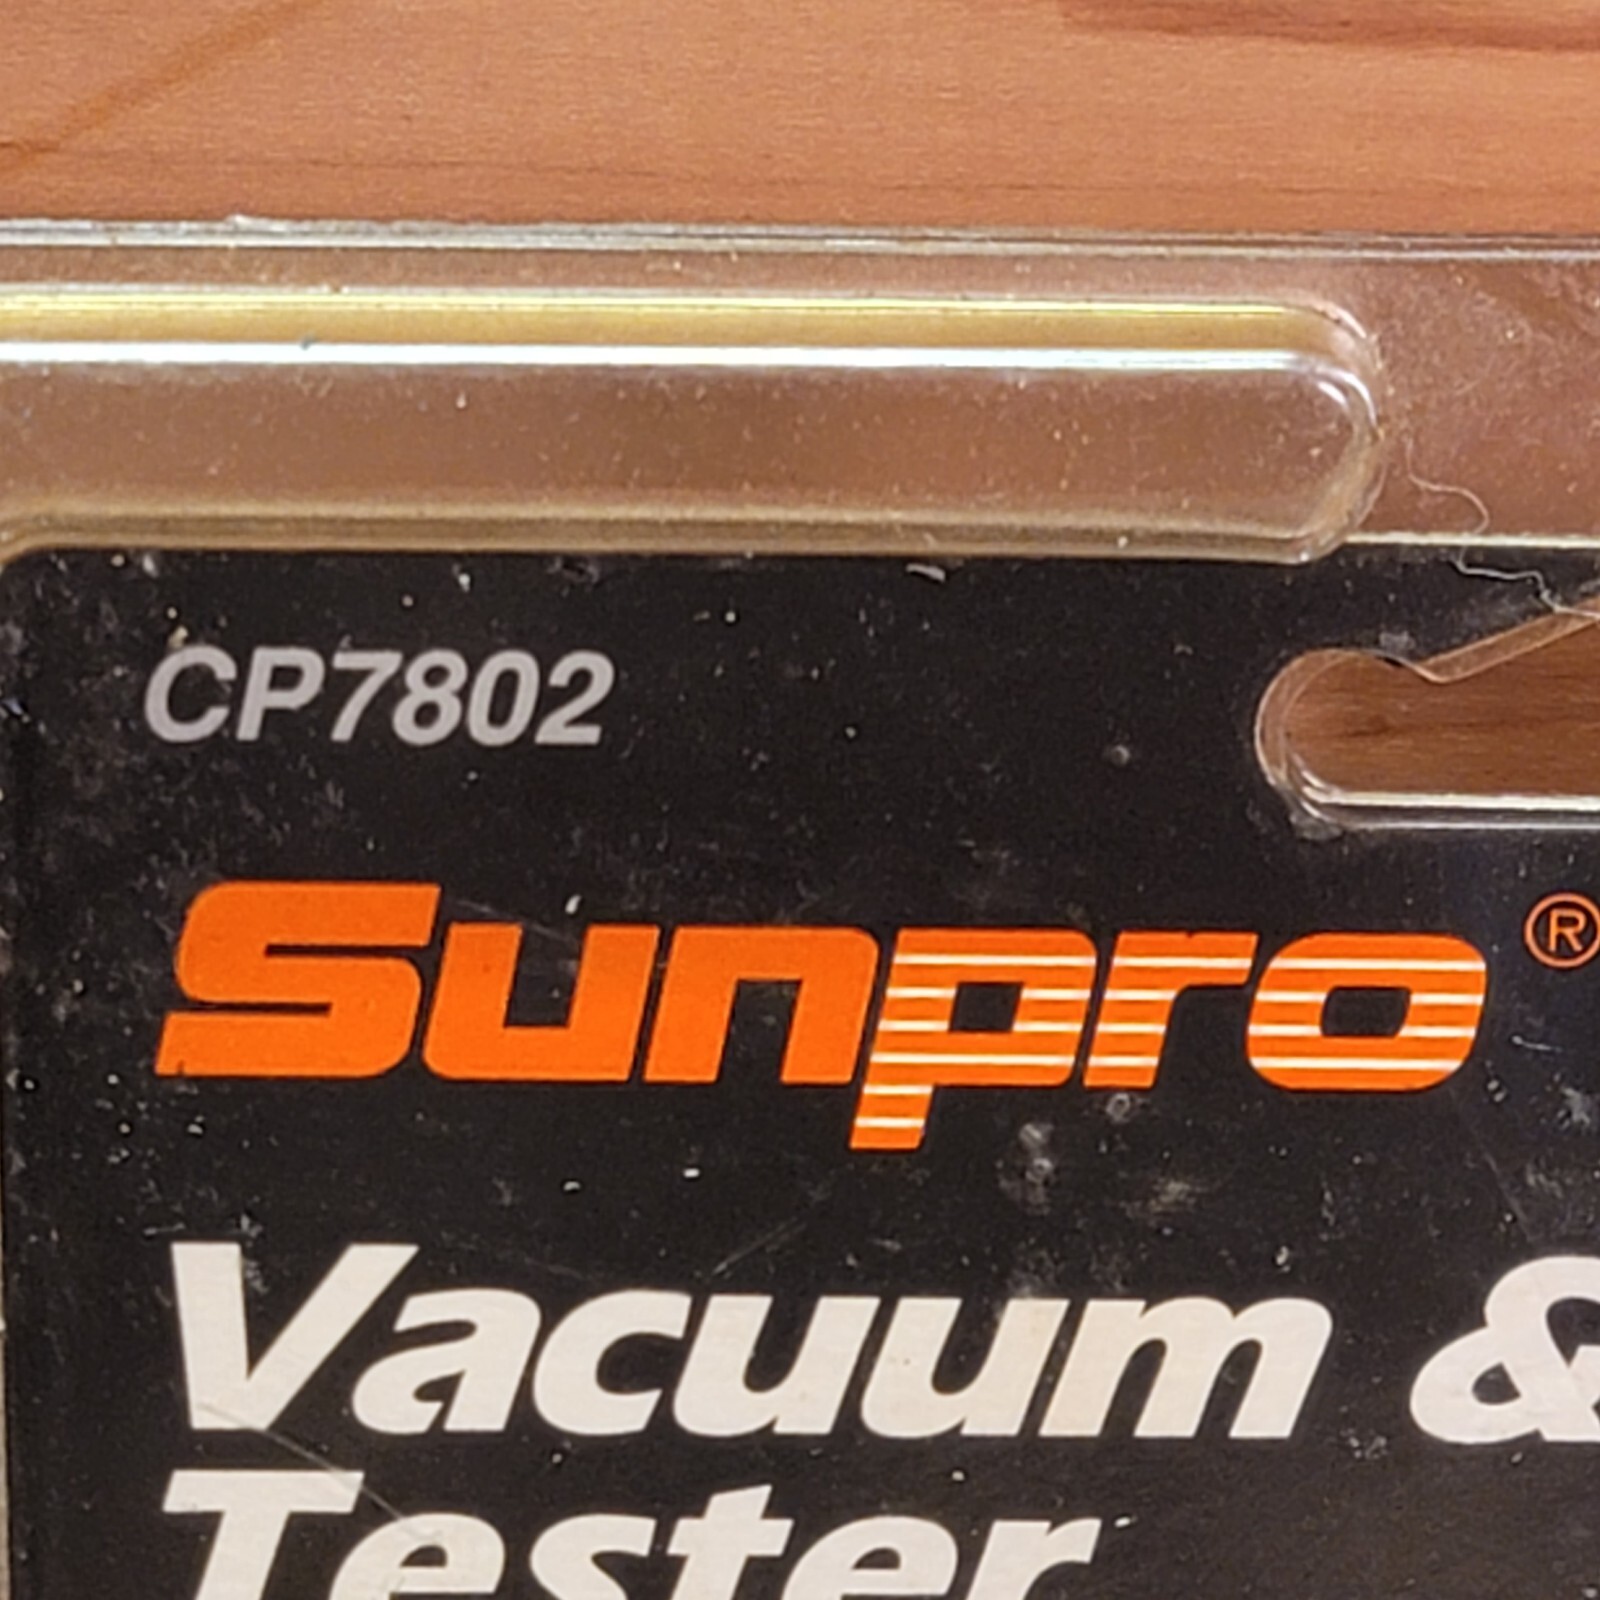 CP7802
Sunpro®
Vacuum &
Tester